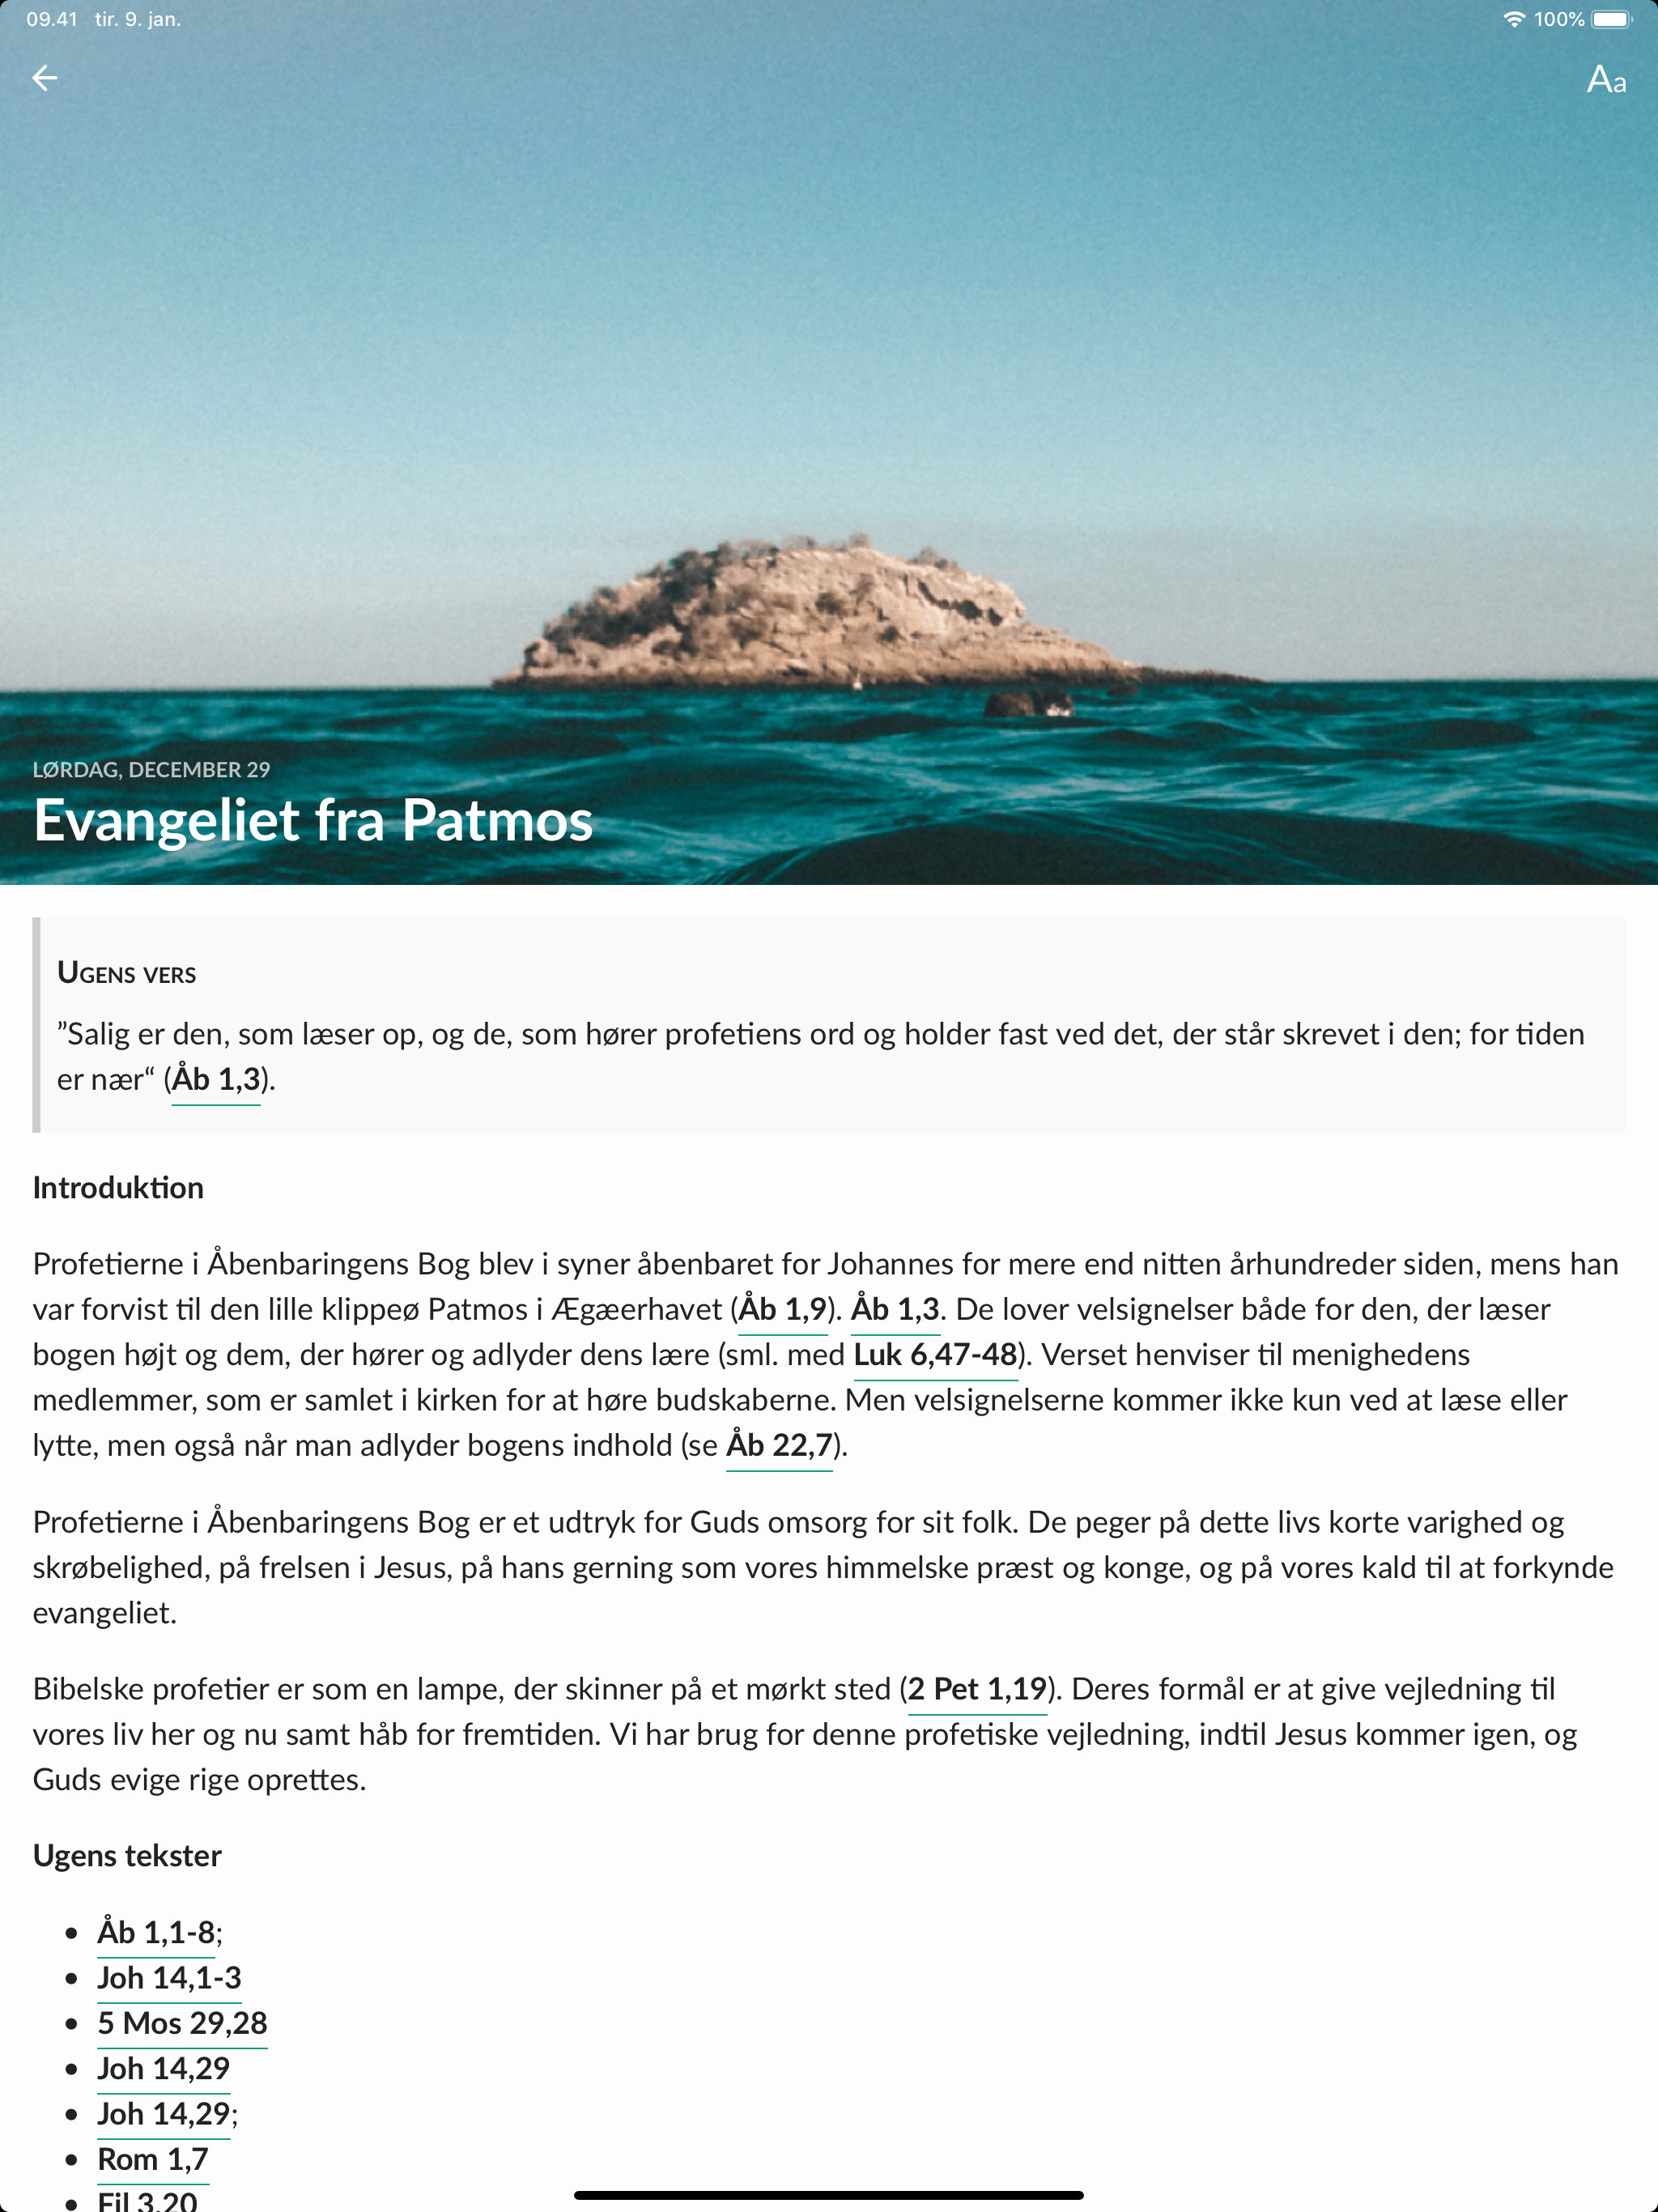 09.41 tir. 9. jan.
100%
Aa
LØRDAG, DECEMBER 29
Evangeliet fra Patmos
Ugens vers
”Salig er den, som læser op, og de, som hører profetiens ord og holder fast ved det, der står skrevet i den; for tiden
er nær“ (Åb 1,3).
Introduktion
Profetierne i Åbenbaringens Bog blev i syner åbenbaret for Johannes for mere end nitten århundreder siden, mens han
var forvist til den lille klippeø Patmos i Ægæerhavet (Åb 1,9). Åb 1,3. De lover velsignelser både for den, der læser
bogen højt og dem, der hører og adlyder dens lære (sml. med Luk 6,47-48). Verset henviser til menighedens
medlemmer, som er samlet i kirken for at høre budskaberne. Men velsignelserne kommer ikke kun ved at læse eller
lytte, men også når man adlyder bogens indhold (se Åb 22,7).
Profetierne i Åbenbaringens Bog er et udtryk for Guds omsorg for sit folk. De peger på dette livs korte varighed og
skrøbelighed, på frelsen i Jesus, på hans gerning som vores himmelske præst og konge, og på vores kald til at forkynde
evangeliet.
Bibelske profetier er som en lampe, der skinner på et mørkt sted (2 Pet 1,19). Deres formål er at give vejledning til
vores liv her og nu samt håb for fremtiden. Vi har brug for denne profetiske vejledning, indtil Jesus kommer igen, og
Guds evige rige oprettes.
Ugens tekster
• Åb 1,1-8;
• Joh 14,1-3
• 5 Mos 29,28
• Joh 14,29
• Joh 14,29;
• Rom 1,7
• Fil 3,20